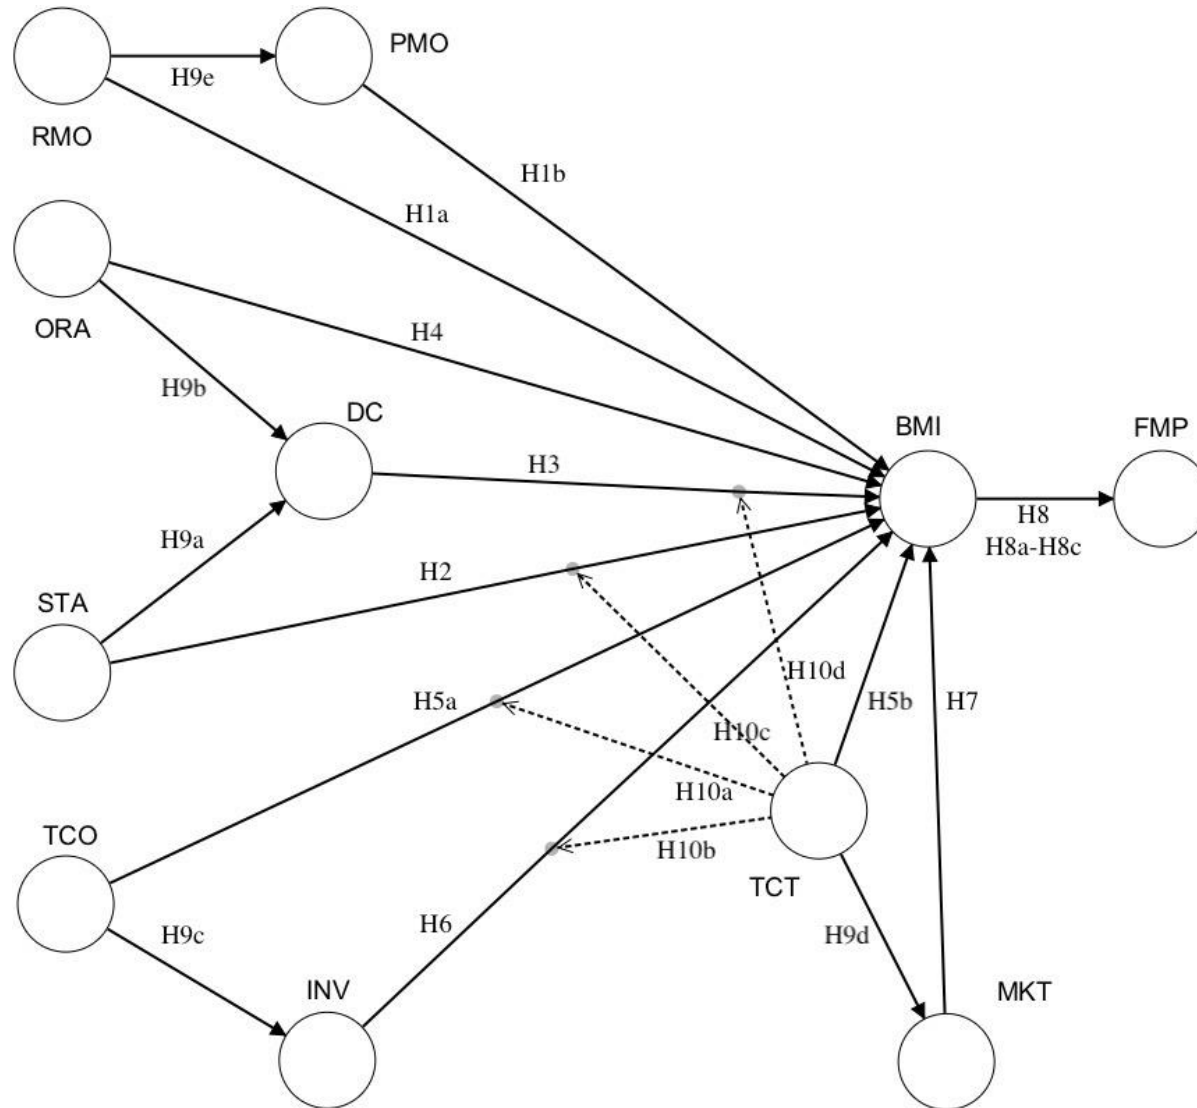 PMO
H9e
RMO
H1b
H1a
ORA
H4
H9b
DC
BMI
FMP
H3
H8
H8a-H8c
H9a
H2
STA
H10d
H5a
H5b
H7
H10c
H10a
TCO
H10b
TCT
H9c
H6
H9d
INV
MKT